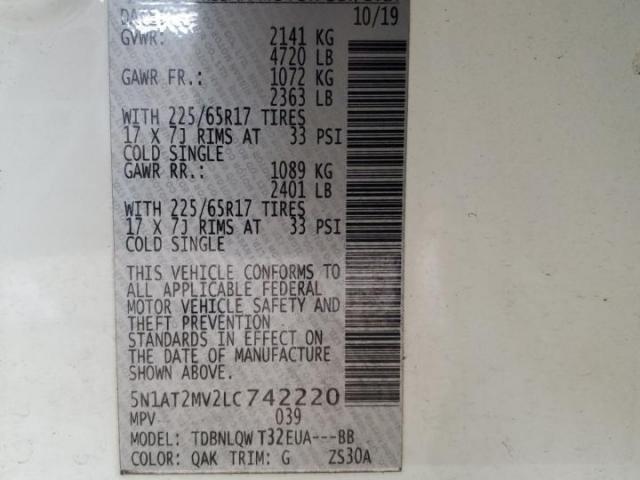 10/19
GVWR: 2141 KG
4720 LB
GAWR FR.: 1072 KG
2363 LB
WITH 225/65R17 TIRES
17 X 7J RIMS AT 33 PSI
COLD SINGLE
GAWR RR.: 1089 KG
2401 LB
WITH 225/65R17 TIRES
17 X 7J RIMS AT 33 PSI
COLD SINGLE
THIS VEHICLE CONFORMS TO
ALL APPLICABLE FEDERAL
MOTOR VEHICLE SAFETY AND
THEFT PREVENTION
STANDARDS IN EFFECT ON
THE DATE OF MANUFACTURE
SHOWN ABOVE.
5N1AT2MV2LC742220
MPV 039
MODEL: TDBNLQW T32EUA---BB
COLOR: QAK TRIM: G ZS30A